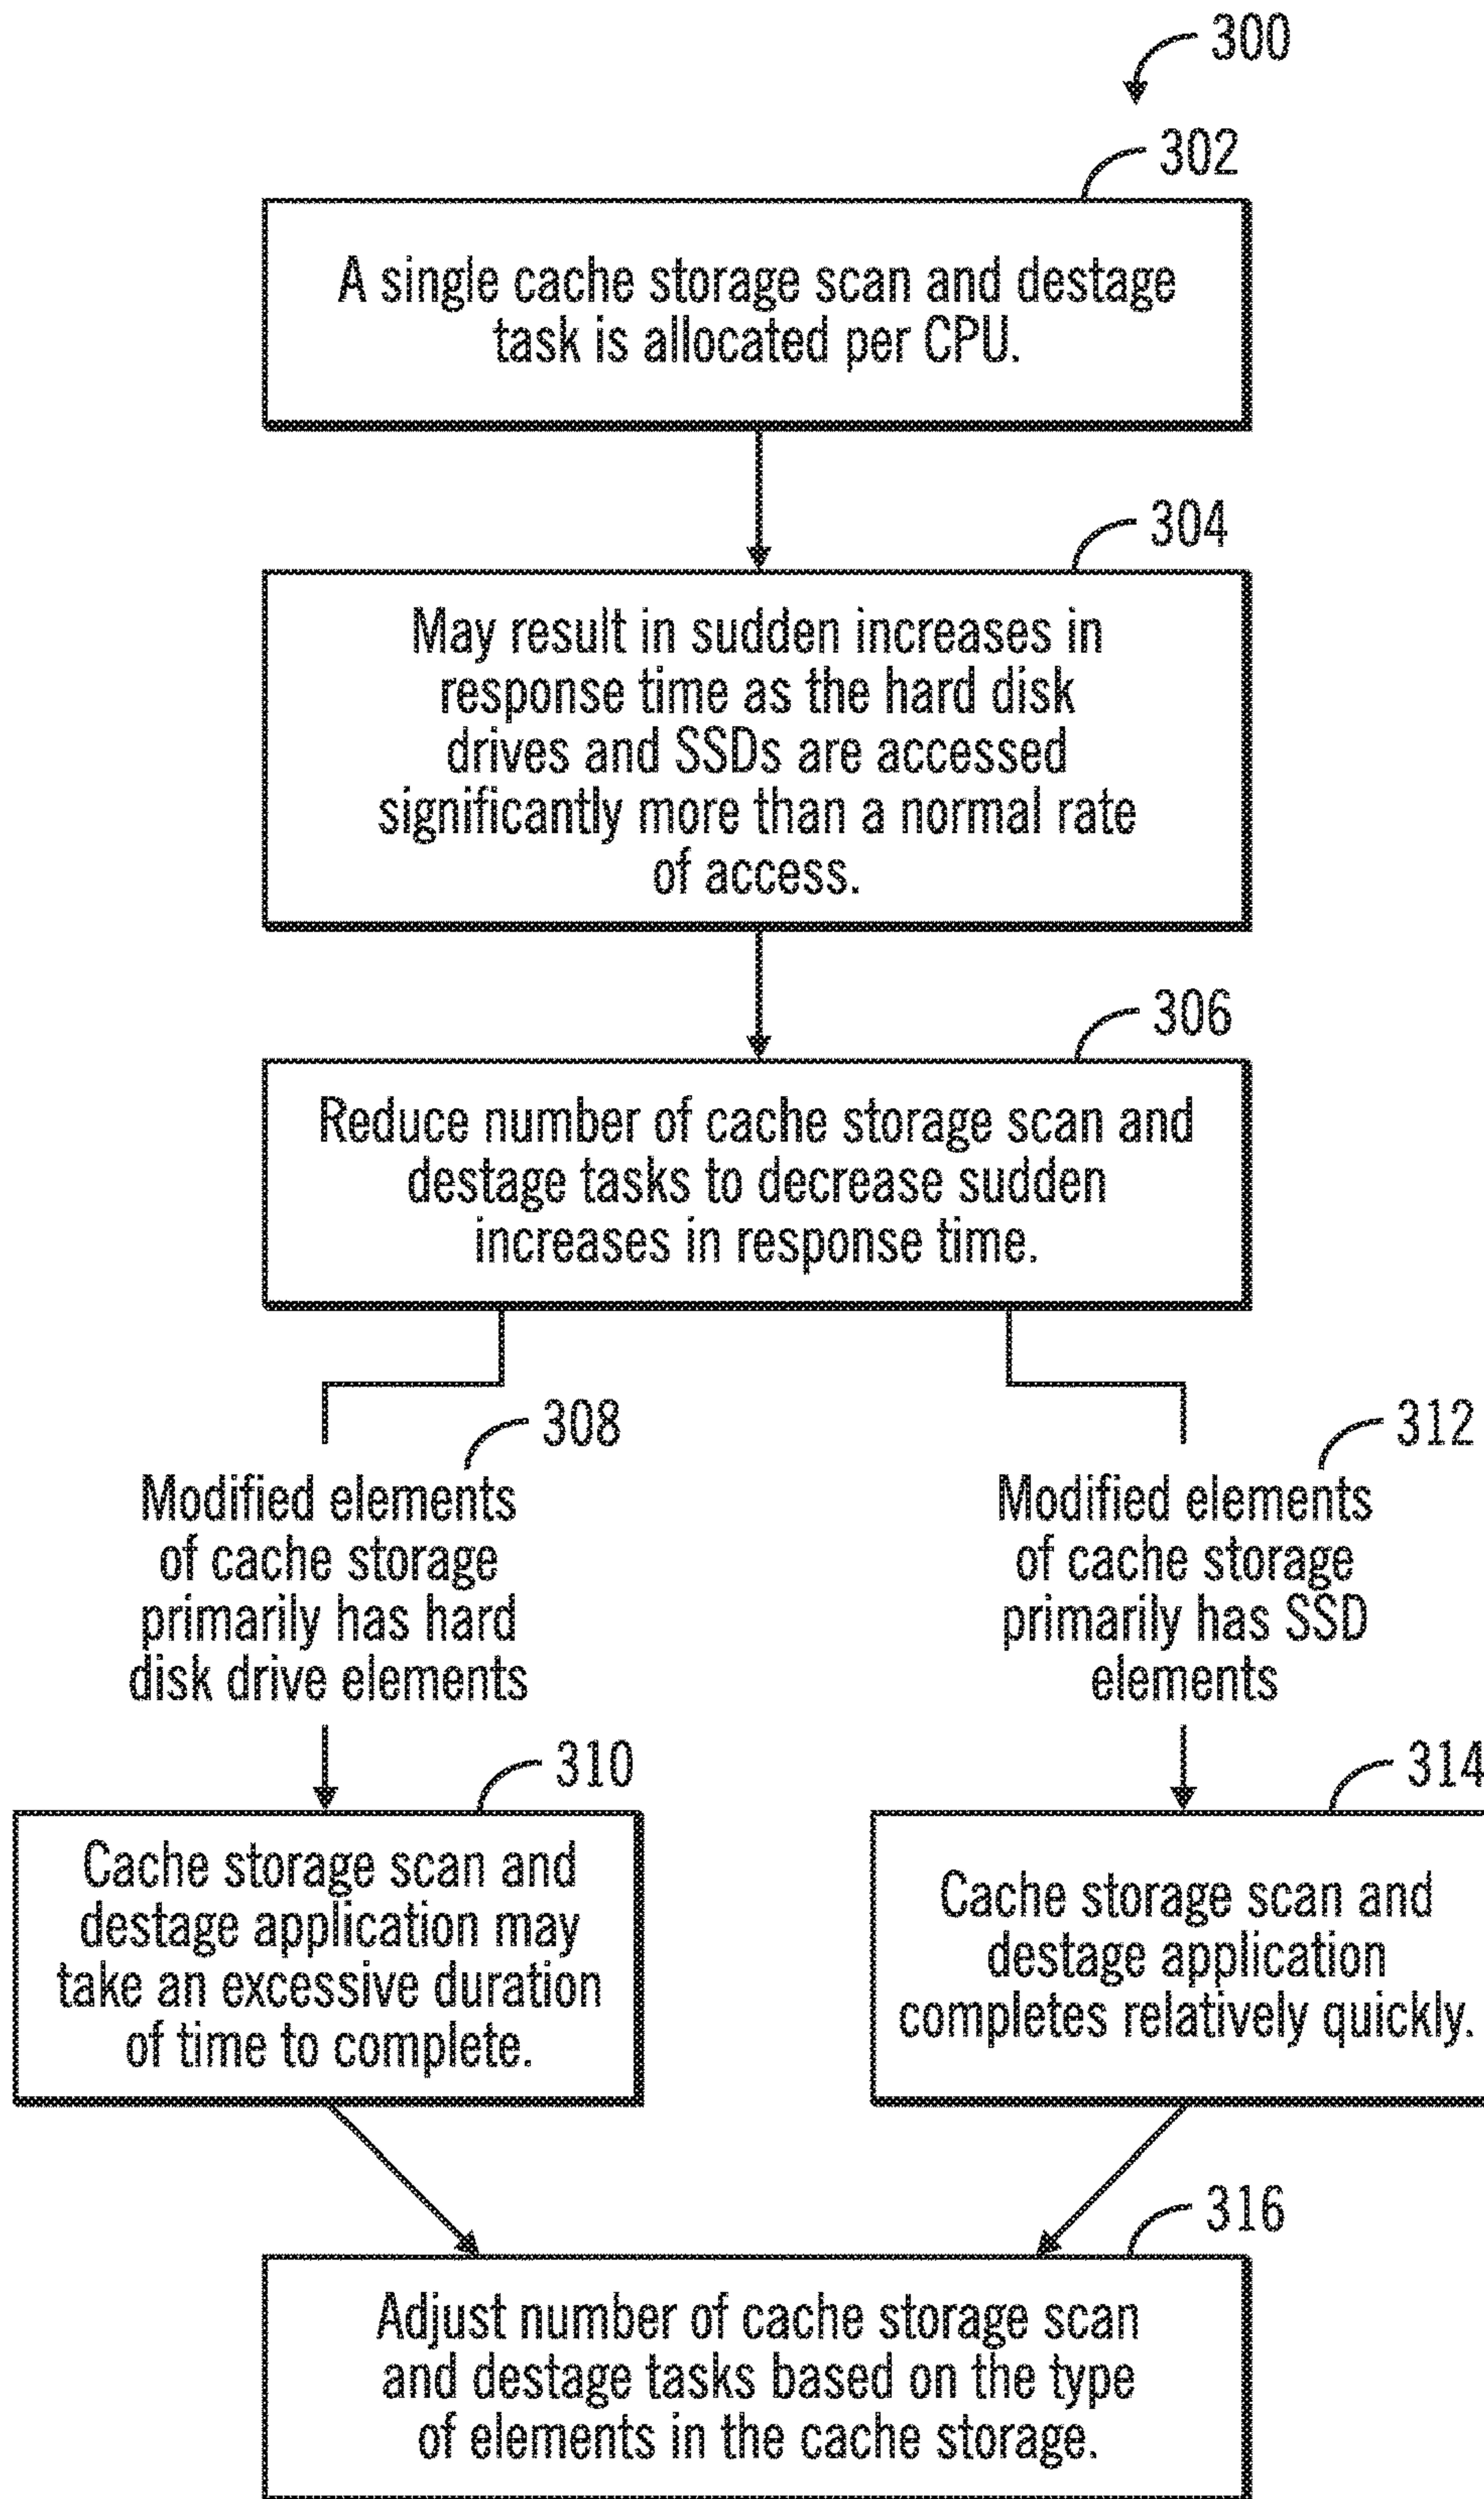 300
302
A single cache storage scan and destage
task is allocated per CPU.
304
May result in sudden increases in
response time as the hard disk
drives and SSDs are accessed
significantly more than a normal rate
of access.
306
Reduce number of cache storage scan and
destage tasks to decrease sudden
increases in response time.
308
Modified elements
of cache storage
primarily has hard
disk drive elements
312
Modified elements
of cache storage
primarily has SSD
elements
310
Cache storage scan and
destage application may
take an excessive duration
of time to complete.
314
Cache storage scan and
destage application
completes relatively quickly.
316
Adjust number of cache storage scan
and destage tasks based on the type
of elements in the cache storage.